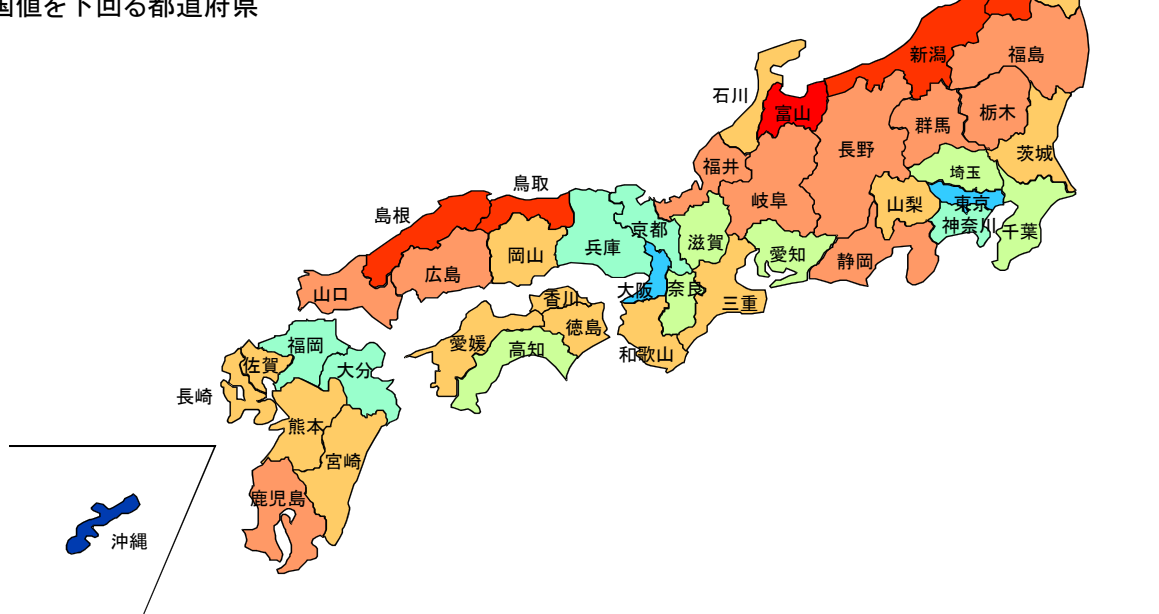 国値を下回る都道府県
新潟
福島
石川
富山
栃木
群馬
長野
茨城
福井
埼玉
鳥取
岐阜
山梨
東京
島根
京都
神奈川
千葉
兵庫
滋賀
愛知
岡山
静岡
広島
大阪
奈良
山口
香川
三重
徳島
愛媛
高知
和歌山
福岡
佐賀
大分
長崎
熊本
宮崎
鹿児島
沖縄